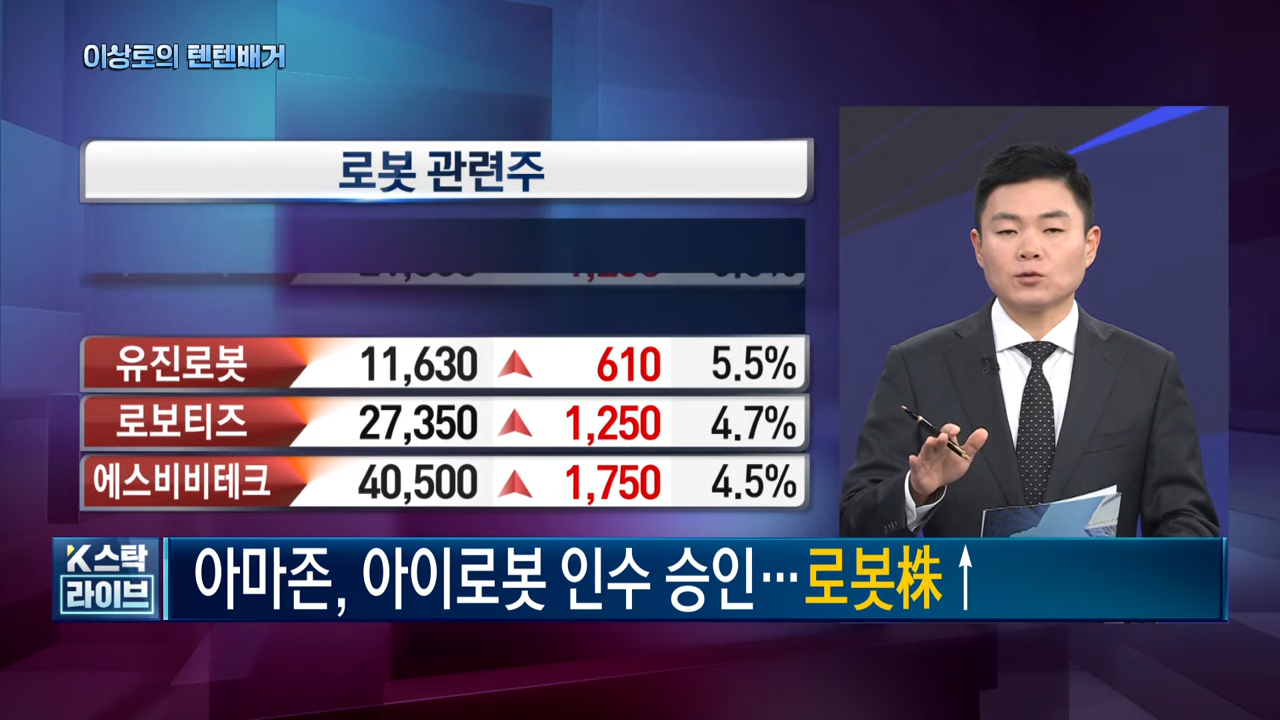 이상로의 텐텐배거
로봇 관련주
유진로봇 11,630 ▲ 610 5.5%
로보티즈 27,350 ▲ 1,250 4.7%
에스비비테크 40,500 ▲ 1,750 4.5%
K스탁
라이브
아마존, 아이로봇 인수 승인…로봇株↑